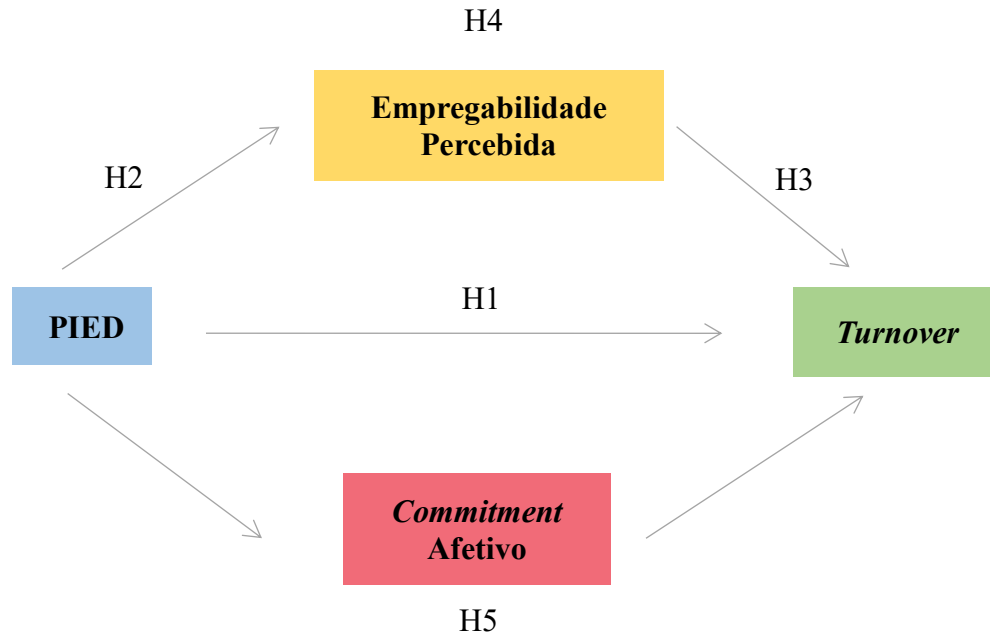 H4
Empregabilidade
Percebida
H2
H3
H1
PIED
Turnover
Commitment
Afetivo
H5